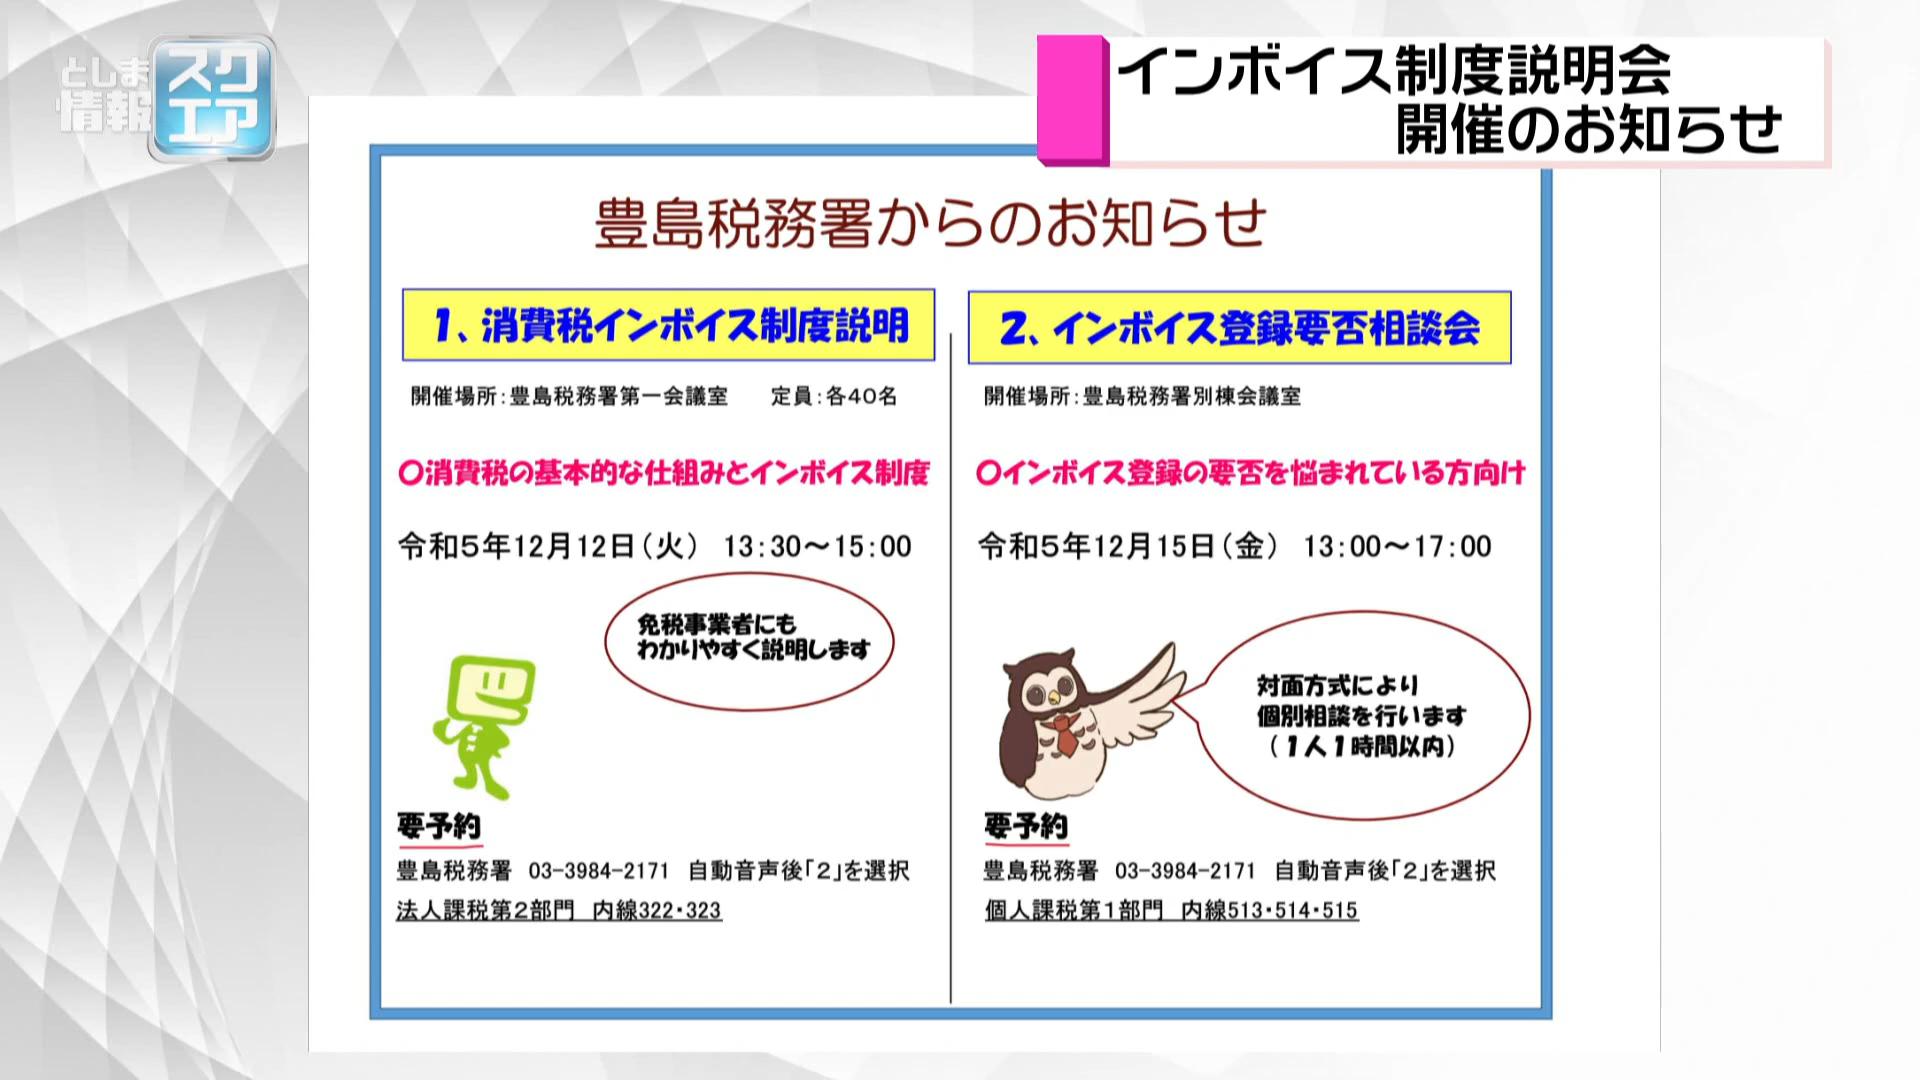 としま
情報
スク
エア
インボイス制度説明会
開催のお知らせ
豊島税務署からのお知らせ
1、消費税インボイス制度説明
開催場所:豊島税務署第一会議室　定員:各40名
〇消費税の基本的な仕組みとインボイス制度
令和5年12月12日(火)　13:30～15:00
免税事業者にも
わかりやすく説明します
要予約
豊島税務署　03-3984-2171　自動音声後「2」を選択
法人課税第2部門　内線322・323
2、インボイス登録要否相談会
開催場所:豊島税務署別棟会議室
〇インボイス登録の要否を悩まれている方向け
令和5年12月15日(金)　13:00～17:00
対面方式により
個別相談を行います
(1人1時間以内)
要予約
豊島税務署　03-3984-2171　自動音声後「2」を選択
個人課税第1部門　内線513・514・515